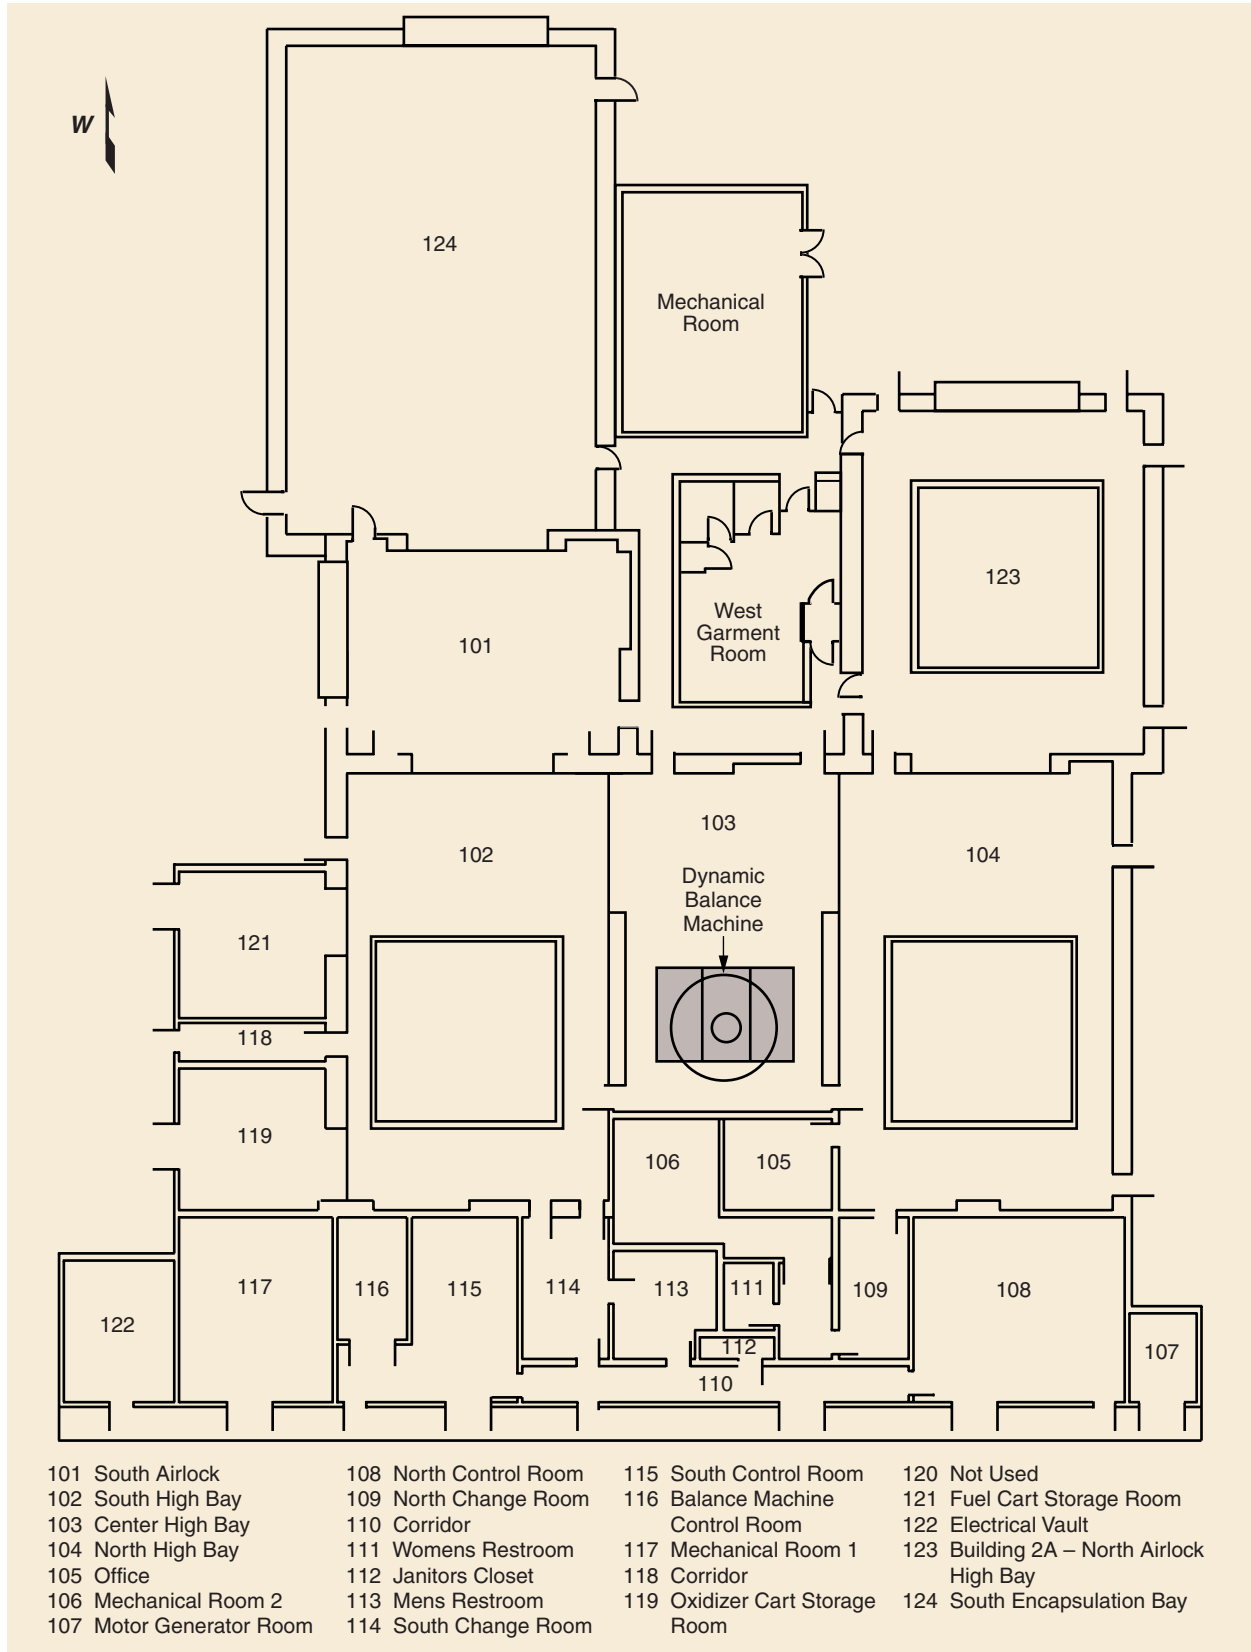 W
124
Mechanical
Room
123
West
Garment
Room
101
103
102
104
Dynamic
Balance
Machine
121
118
119
106
105
117
116
115
114
113
111
109
108
122
112
107
110
101 South Airlock
102 South High Bay
103 Center High Bay
104 North High Bay
105 Office
106 Mechanical Room 2
107 Motor Generator Room
108 North Control Room
109 North Change Room
110 Corridor
111 Womens Restroom
112 Janitors Closet
113 Mens Restroom
114 South Change Room
115 South Control Room
116 Balance Machine
Control Room
117 Mechanical Room 1
118 Corridor
119 Oxidizer Cart Storage
Room
120 Not Used
121 Fuel Cart Storage Room
122 Electrical Vault
123 Building 2A – North Airlock
High Bay
124 South Encapsulation Bay